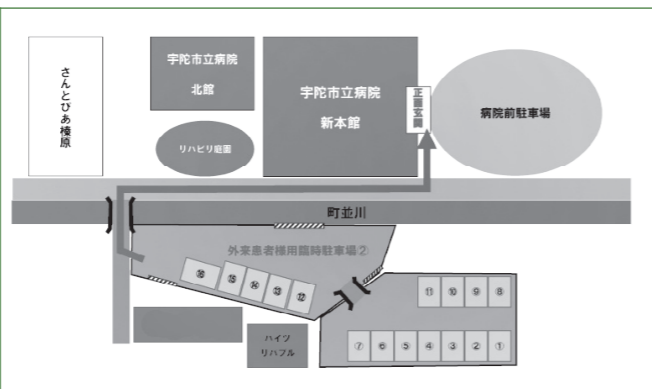 さんとぴあ榛原
宇陀市立病院
北館
リハビリ庭園
宇陀市立病院
新本館
正面玄関
病院前駐車場
町並川
外来患者様用臨時駐車場②
⑯ ⑮ ⑭ ⑬ ⑫
⑪ ⑩ ⑨ ⑧
⑦ ⑥ ⑤ ④ ③ ② ①
ハイツ
リハフル